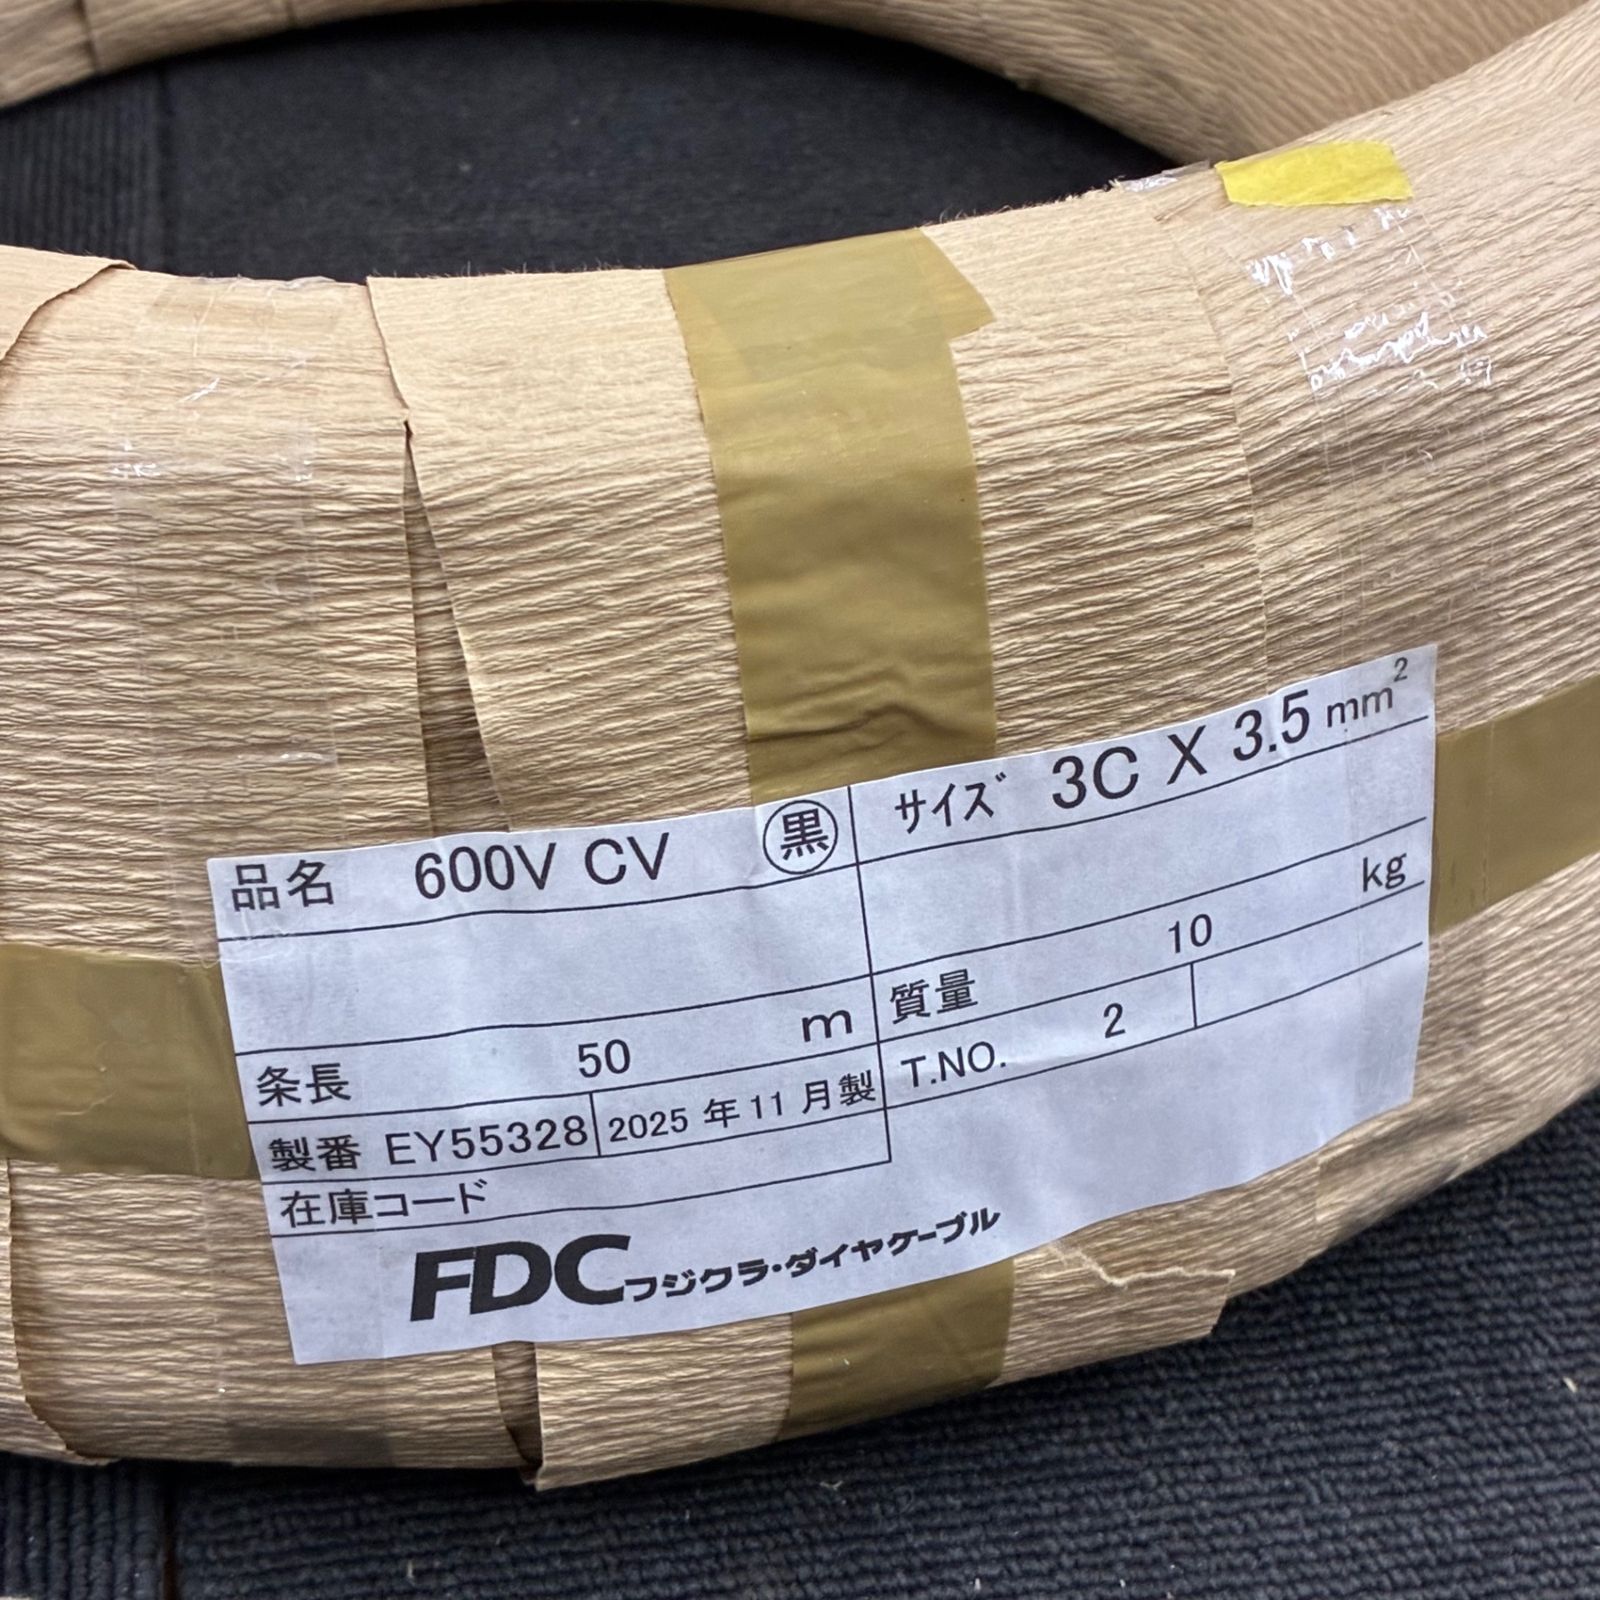 品名 600V CV 黒 サイズ 3C X 3.5 mm²
条長 50 m 質量 10 kg
製番 EY55328 2025 年 11 月製 T.NO. 2
在庫コード
FDC フジクラ・ダイヤケーブル